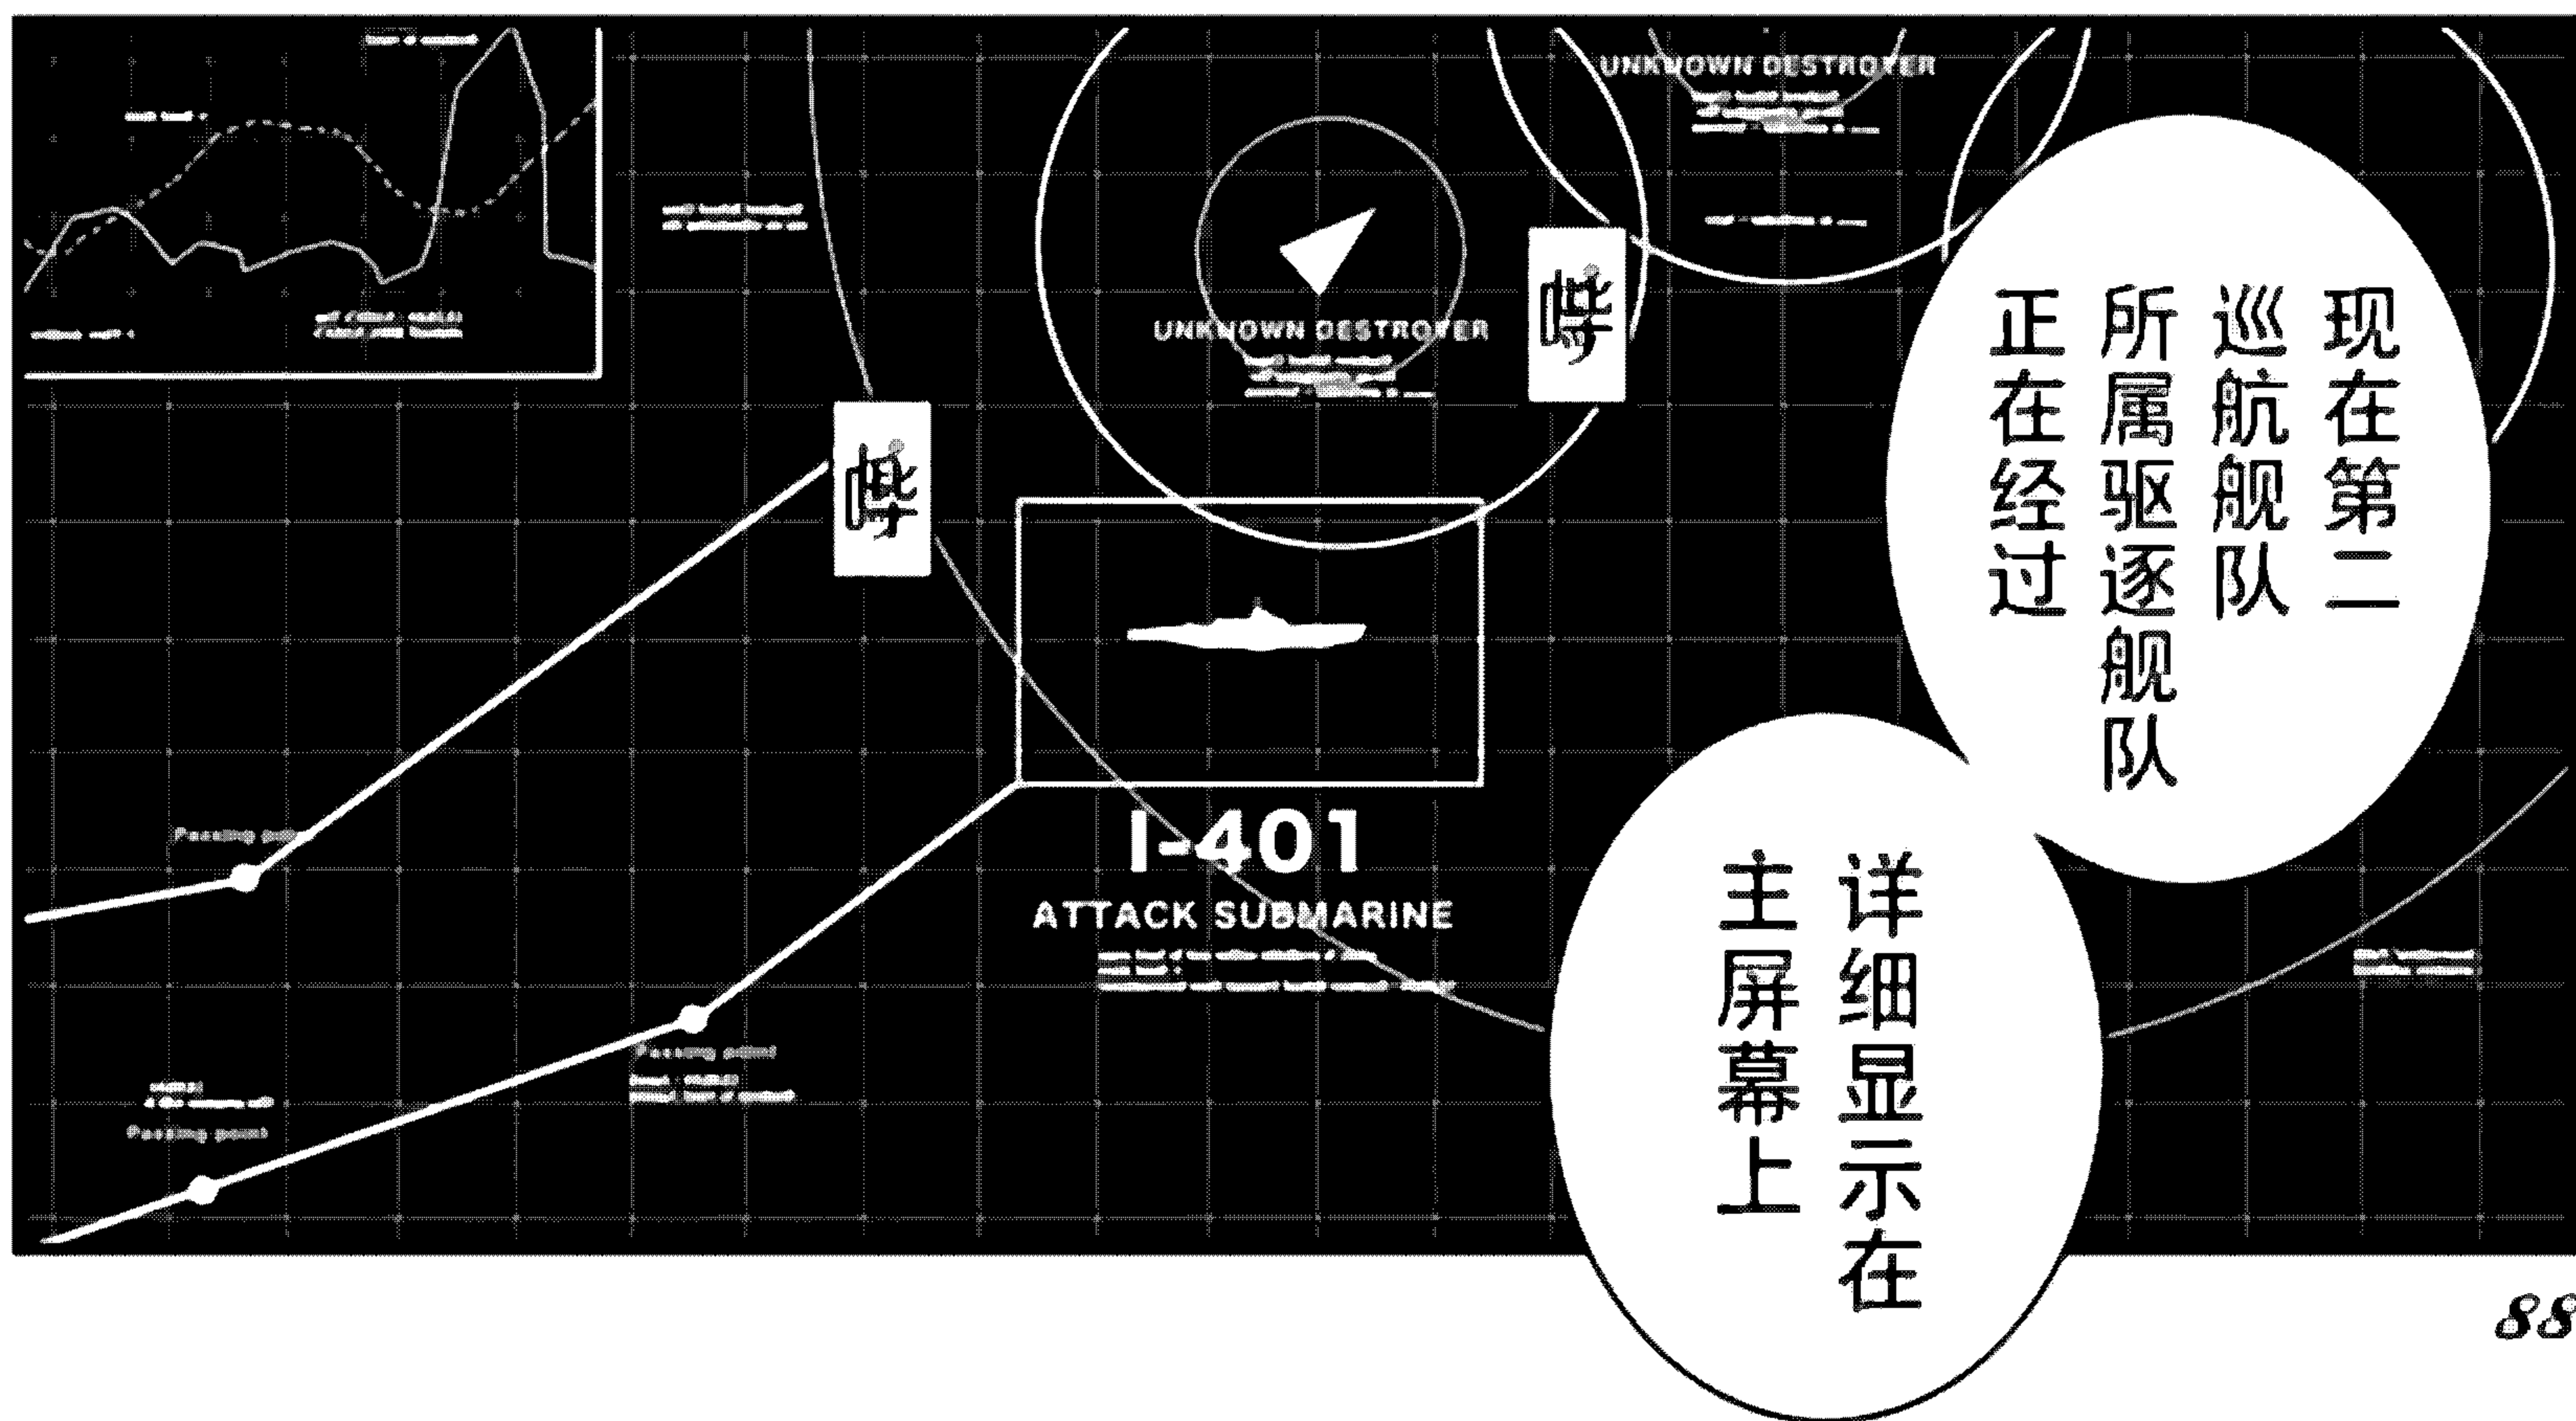 现在第二
巡航舰队
所属驱逐舰队
正在经过
详细显示在
主屏幕上
UNKNOWN DESTROYER
UNKNOWN DESTROYER
哔
哔
I-401
ATTACK SUBMARINE
Passing point
Passing point
Passing point
88